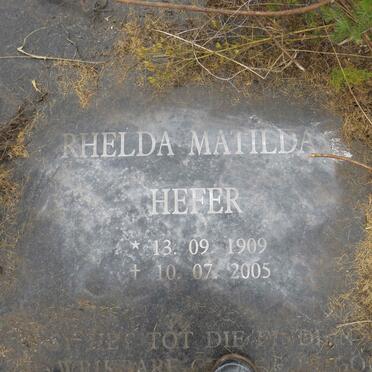 RHELDA MATILDA
HEFER
* 13. 09. 1909
† 10. 07. 2005
TOT DIE